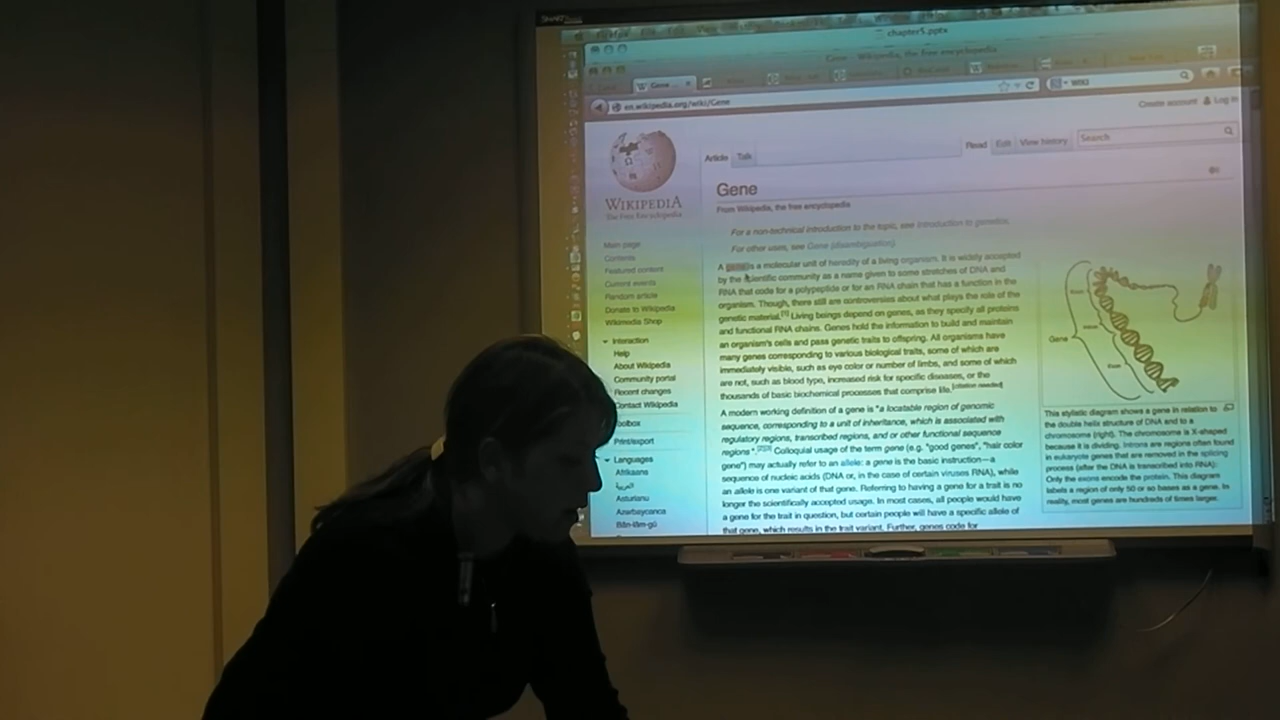 SMART
chapter5.pptx
Gene - Wikipedia, the free encyclopedia
Gene
en.wikipedia.org/wiki/Gene
WIKI
Create account Log in
Article Talk
Read Edit View history
Search
WIKIPEDIA
The Free Encyclopedia
Gene
From Wikipedia, the free encyclopedia
For a non-technical introduction to the topic, see Introduction to genetics.
For other uses, see Gene (disambiguation).
A gene is a molecular unit of heredity of a living organism. It is widely accepted
by the scientific community as a name given to some stretches of DNA and
RNA that code for a polypeptide or for an RNA chain that has a function in the
organism. Though, there still are controversies about what plays the role of the
genetic material.[1] Living beings depend on genes, as they specify all proteins
and functional RNA chains. Genes hold the information to build and maintain
an organism's cells and pass genetic traits to offspring. All organisms have
many genes corresponding to various biological traits, some of which are
immediately visible, such as eye color or number of limbs, and some of which
are not, such as blood type, increased risk for specific diseases, or the
thousands of basic biochemical processes that comprise life.[citation needed]
A modern working definition of a gene is "a locatable region of genomic
sequence, corresponding to a unit of inheritance, which is associated with
regulatory regions, transcribed regions, and or other functional sequence
regions ".[2][3] Colloquial usage of the term gene (e.g. "good genes", "hair color
gene") may actually refer to an allele: a gene is the basic instruction—a
sequence of nucleic acids (DNA or, in the case of certain viruses RNA), while
an allele is one variant of that gene. Referring to having a gene for a trait is no
longer the scientifically accepted usage. In most cases, all people would have
a gene for the trait in question, but certain people will have a specific allele of
that gene, which results in the trait variant. Further, genes code for
Main page
Contents
Featured content
Current events
Random article
Donate to Wikipedia
Wikimedia Shop
Interaction
Help
About Wikipedia
Community portal
Recent changes
Contact Wikipedia
oolbox
Print/export
Languages
Afrikaans
العربية
Asturianu
Azərbaycanca
Bân-lâm-gú
Gene
Exon
Intron
Exon
This stylistic diagram shows a gene in relation to
the double helix structure of DNA and to a
chromosome (right). The chromosome is X-shaped
because it is dividing. Introns are regions often found
in eukaryote genes that are removed in the splicing
process (after the DNA is transcribed into RNA):
Only the exons encode the protein. This diagram
labels a region of only 50 or so bases as a gene. In
reality, most genes are hundreds of times larger.